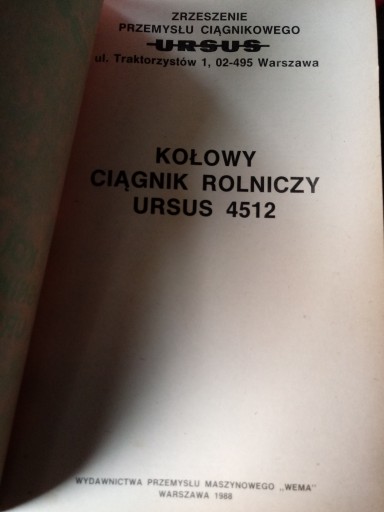 ZRZESZENIE
PRZEMYSŁU CIĄGNIKOWEGO
URSUS
ul. Traktorzystów 1, 02-495 Warszawa
KOŁOWY
CIĄGNIK ROLNICZY
URSUS 4512
WYDAWNICTWA PRZEMYSŁU MASZYNOWEGO „WEMA”
WARSZAWA 1988